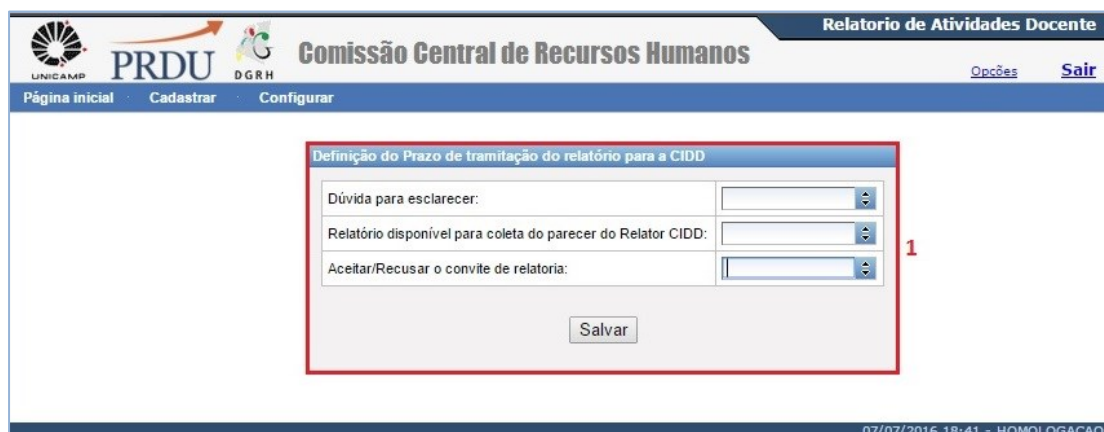 Relatorio de Atividades Docente
UNICAMP
PRDU
DGRH
Comissão Central de Recursos Humanos
Opções Sair
Página inicial · Cadastrar · Configurar
Definição do Prazo de tramitação do relatório para a CIDD
Dúvida para esclarecer:
Relatório disponível para coleta do parecer do Relator CIDD:
Aceitar/Recusar o convite de relatoria:
1
Salvar
07/07/2016 18:41 - HOMOLOGACAO